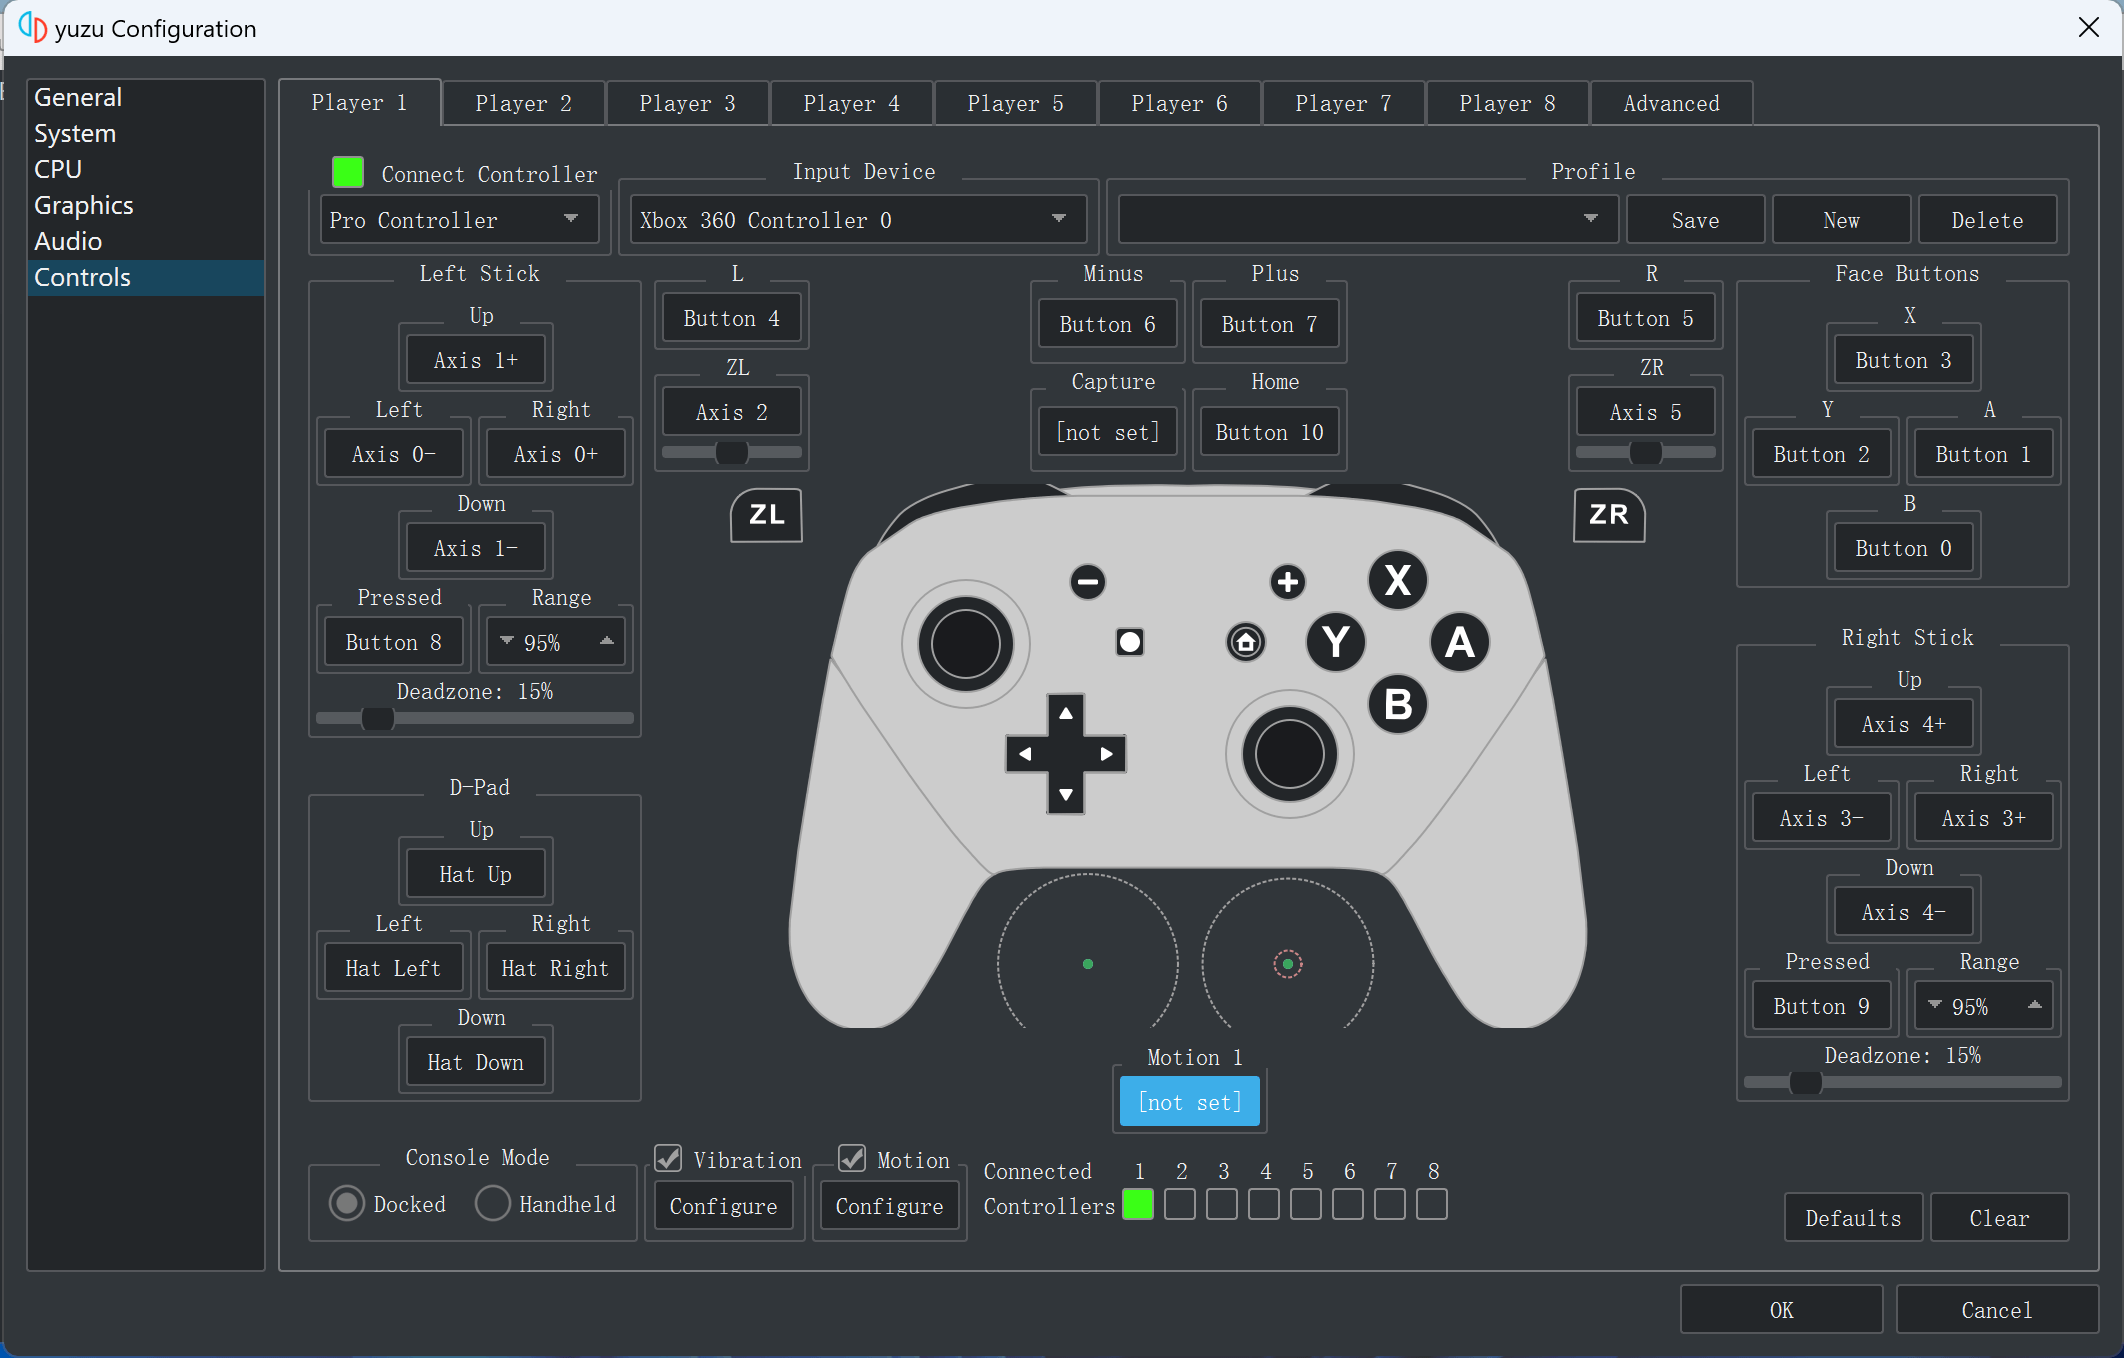 yuzu Configuration
General
System
CPU
Graphics
Audio
Controls
Player 1 Player 2 Player 3 Player 4 Player 5 Player 6 Player 7 Player 8 Advanced
Connect Controller Input Device Profile
Pro Controller Xbox 360 Controller 0 Save New Delete
Left Stick L Minus Plus R Face Buttons
Up X
Button 4 Button 6 Button 7 Button 5
Axis 1+ Button 3
ZL Capture Home ZR
Left Right Y A
Axis 2 [not set] Button 10 Axis 5
Axis 0- Axis 0+ Button 2 Button 1
Down B
ZL ZR
Axis 1- Button 0
X
Pressed Range
Button 8 95% Y A Right Stick
Up
Deadzone: 15% B
Axis 4+
Left Right
D-Pad
Axis 3- Axis 3+
Up
Down
Hat Up
Axis 4-
Left Right
Pressed Range
Hat Left Hat Right
Button 9 95%
Down
Deadzone: 15%
Hat Down
Motion 1
[not set]
Console Mode Vibration Motion Connected 1 2 3 4 5 6 7 8
Docked Handheld Configure Configure Controllers
Defaults Clear
OK Cancel